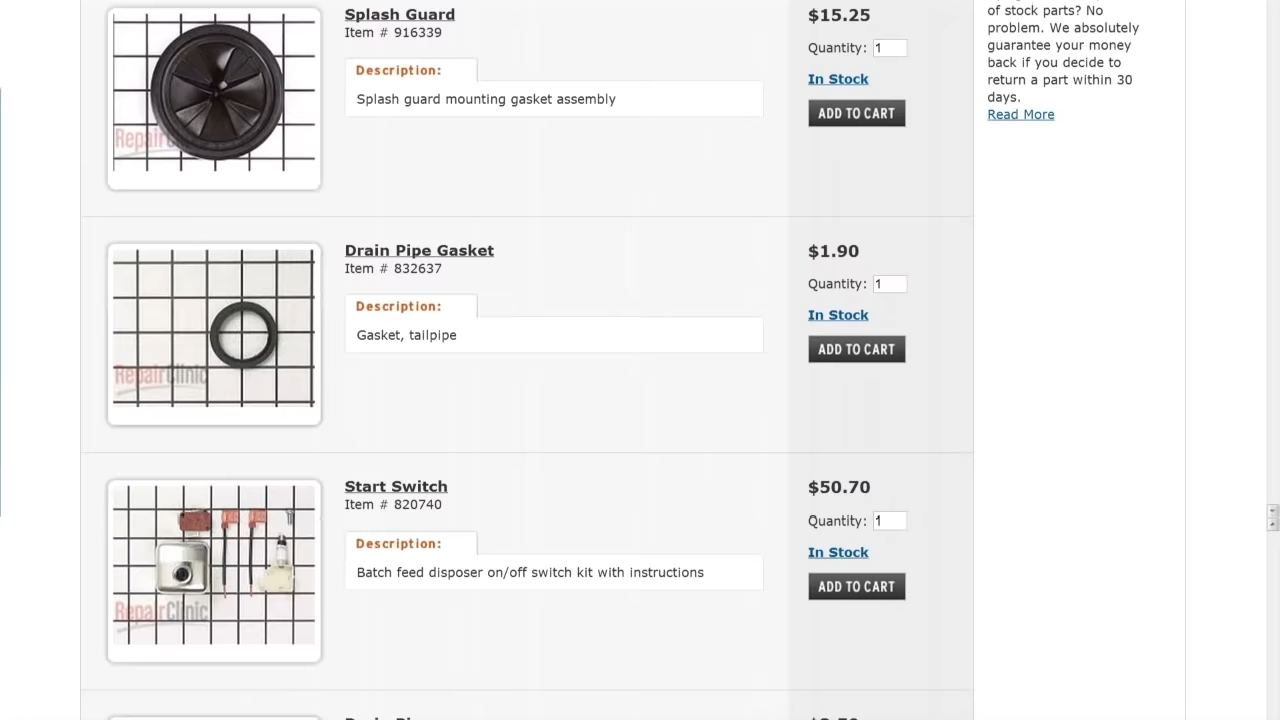 Splash Guard
Item # 916339
Description:
Splash guard mounting gasket assembly
$15.25
Quantity: 1
In Stock
ADD TO CART
RepairClinic
Drain Pipe Gasket
Item # 832637
Description:
Gasket, tailpipe
$1.90
Quantity: 1
In Stock
ADD TO CART
RepairClinic
Start Switch
Item # 820740
Description:
Batch feed disposer on/off switch kit with instructions
$50.70
Quantity: 1
In Stock
ADD TO CART
RepairClinic
of stock parts? No
problem. We absolutely
guarantee your money
back if you decide to
return a part within 30
days.
Read More